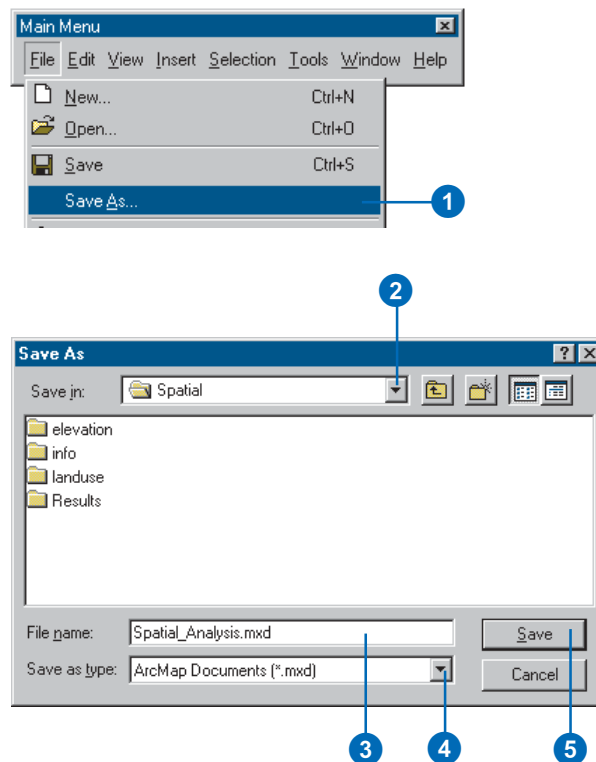 Main Menu
File Edit View Insert Selection Tools Window Help
New... Ctrl+N
Open... Ctrl+O
Save Ctrl+S
Save As...
1
2
Save As
Save in: Spatial
elevation
info
landuse
Results
File name: Spatial_Analysis.mxd Save
Save as type: ArcMap Documents (*.mxd) Cancel
3 4 5